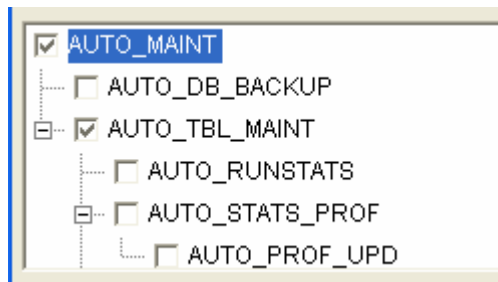 AUTO_MAINT
AUTO_DB_BACKUP
AUTO_TBL_MAINT
AUTO_RUNSTATS
AUTO_STATS_PROF
AUTO_PROF_UPD